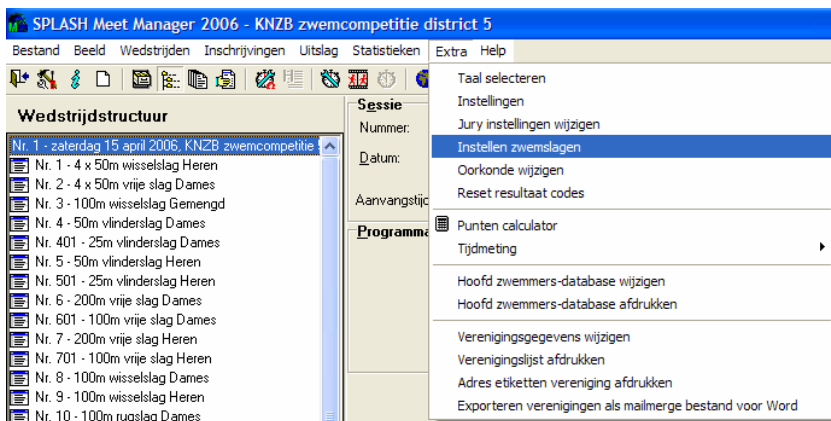 SPLASH Meet Manager 2006 - KNZB zwemcompetitie district 5
Bestand Beeld Wedstrijden Inschrijvingen Uitslag Statistieken Extra Help
Wedstrijdstructuur
Nr. 1 - zaterdag 15 april 2006, KNZB zwemcompetitie
Nr. 1 - 4 x 50m wisselslag Heren
Nr. 2 - 4 x 50m vrije slag Dames
Nr. 3 - 100m wisselslag Gemengd
Nr. 4 - 50m vlinderslag Dames
Nr. 401 - 25m vlinderslag Dames
Nr. 5 - 50m vlinderslag Heren
Nr. 501 - 25m vlinderslag Heren
Nr. 6 - 200m vrije slag Dames
Nr. 601 - 100m vrije slag Dames
Nr. 7 - 200m vrije slag Heren
Nr. 701 - 100m vrije slag Heren
Nr. 8 - 100m wisselslag Dames
Nr. 9 - 100m wisselslag Heren
Nr. 10 - 100m rugslag Dames
Sessie
Nummer:
Datum:
Aanvangstijd
Programma
Taal selecteren
Instellingen
Jury instellingen wijzigen
Instellen zwemslagen
Oorkonde wijzigen
Reset resultaat codes
Punten calculator
Tijdmeting
Hoofd zwemmers-database wijzigen
Hoofd zwemmers-database afdrukken
Verenigingsgegevens wijzigen
Verenigingslijst afdrukken
Adres etiketten vereniging afdrukken
Exporteren verenigingen als mailmerge bestand voor Word